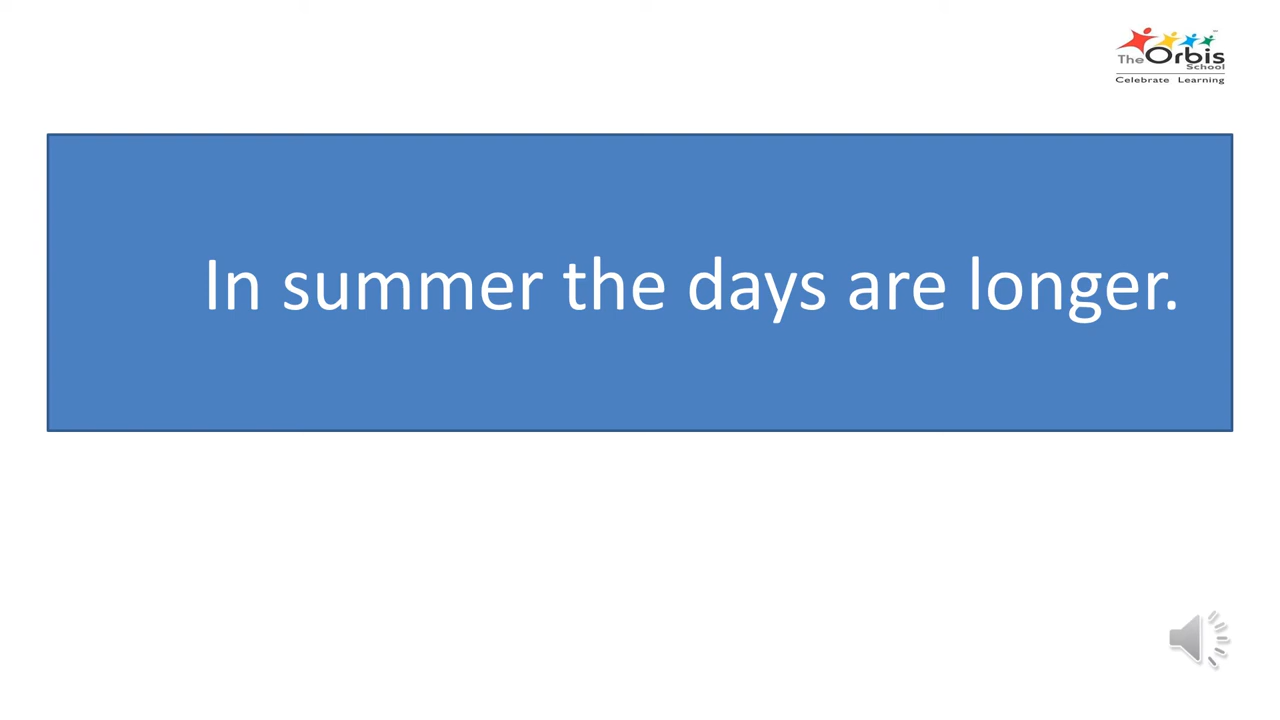 The Orbis
School
Celebrate Learning
In summer the days are longer.